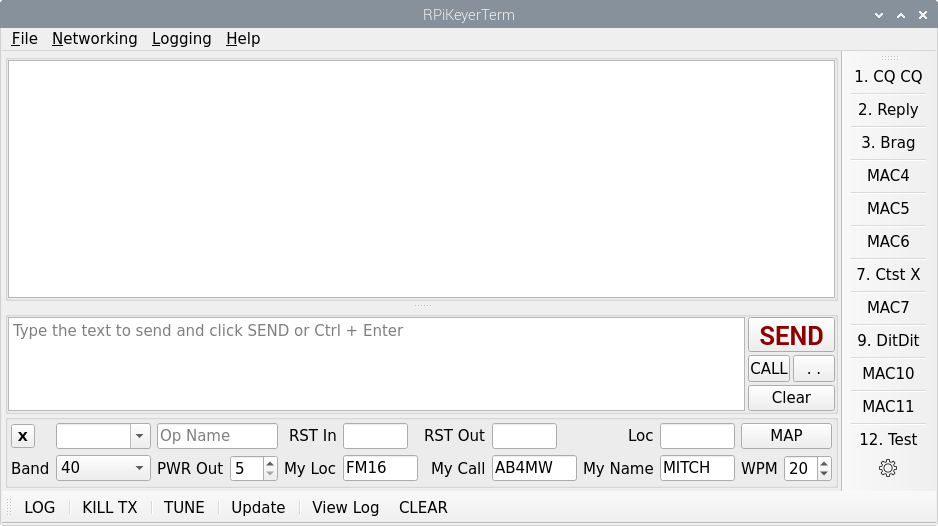 RPiKeyerTerm
File Networking Logging Help
1. CQ CQ
2. Reply
3. Brag
MAC4
MAC5
MAC6
7. Ctst X
MAC7
9. DitDit
MAC10
MAC11
12. Test
Type the text to send and click SEND or Ctrl + Enter
SEND
CALL . .
Clear
x Op Name RST In RST Out Loc MAP
Band 40 PWR Out 5 My Loc FM16 My Call AB4MW My Name MITCH WPM 20
LOG KILL TX TUNE Update View Log CLEAR